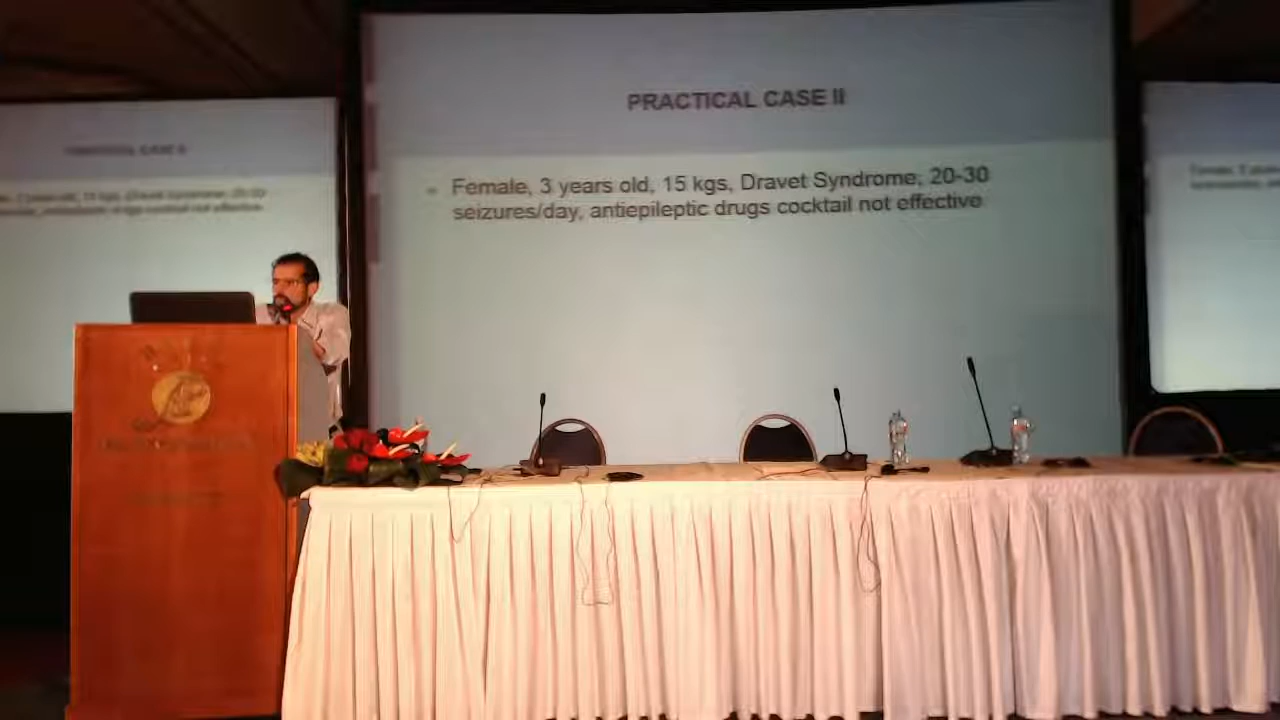 PRACTICAL CASE II
Female, 3 years old, 15 kgs, Dravet Syndrome, 20-30
seizures/day, antiepileptic drugs cocktail not effective